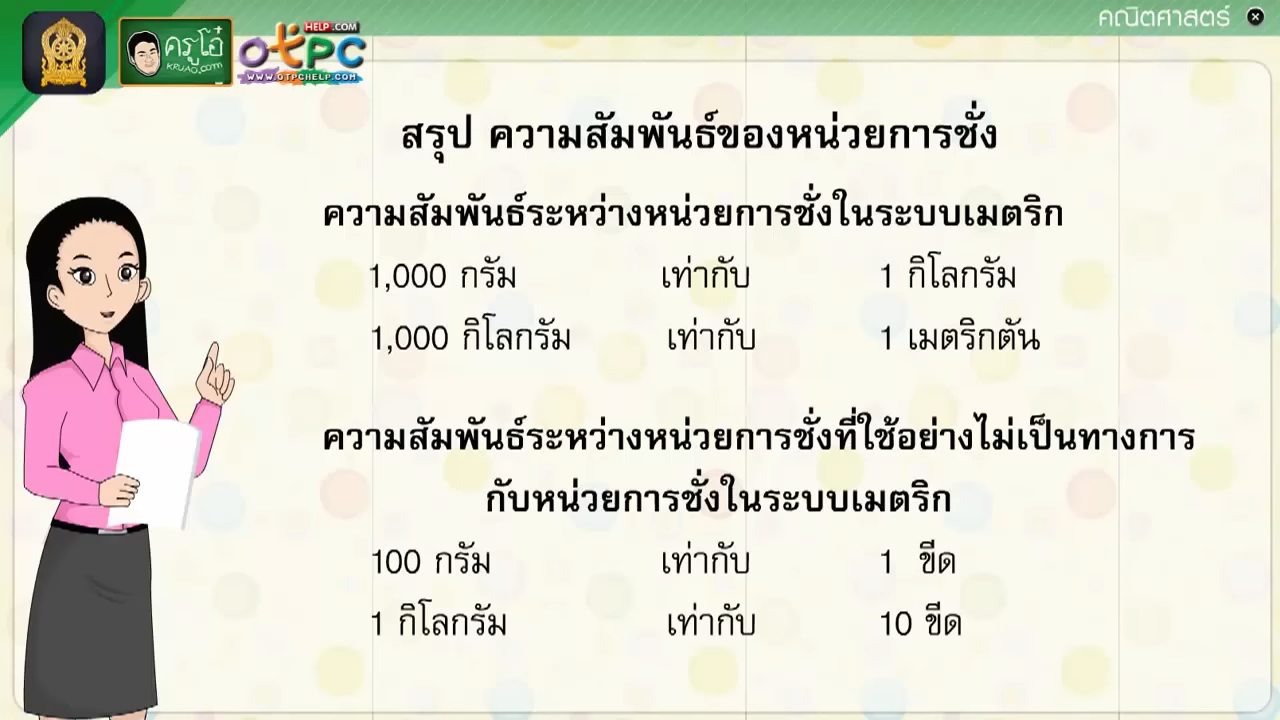 คณิตศาสตร์
ครูโอ๋
KRUAO.com
OTPC
HELP.COM
WWW.OTPCHELP.COM
สรุป ความสัมพันธ์ของหน่วยการชั่ง
ความสัมพันธ์ระหว่างหน่วยการชั่งในระบบเมตริก
1,000 กรัม เท่ากับ 1 กิโลกรัม
1,000 กิโลกรัม เท่ากับ 1 เมตริกตัน
ความสัมพันธ์ระหว่างหน่วยการชั่งที่ใช้อย่างไม่เป็นทางการ
กับหน่วยการชั่งในระบบเมตริก
100 กรัม เท่ากับ 1 ขีด
1 กิโลกรัม เท่ากับ 10 ขีด